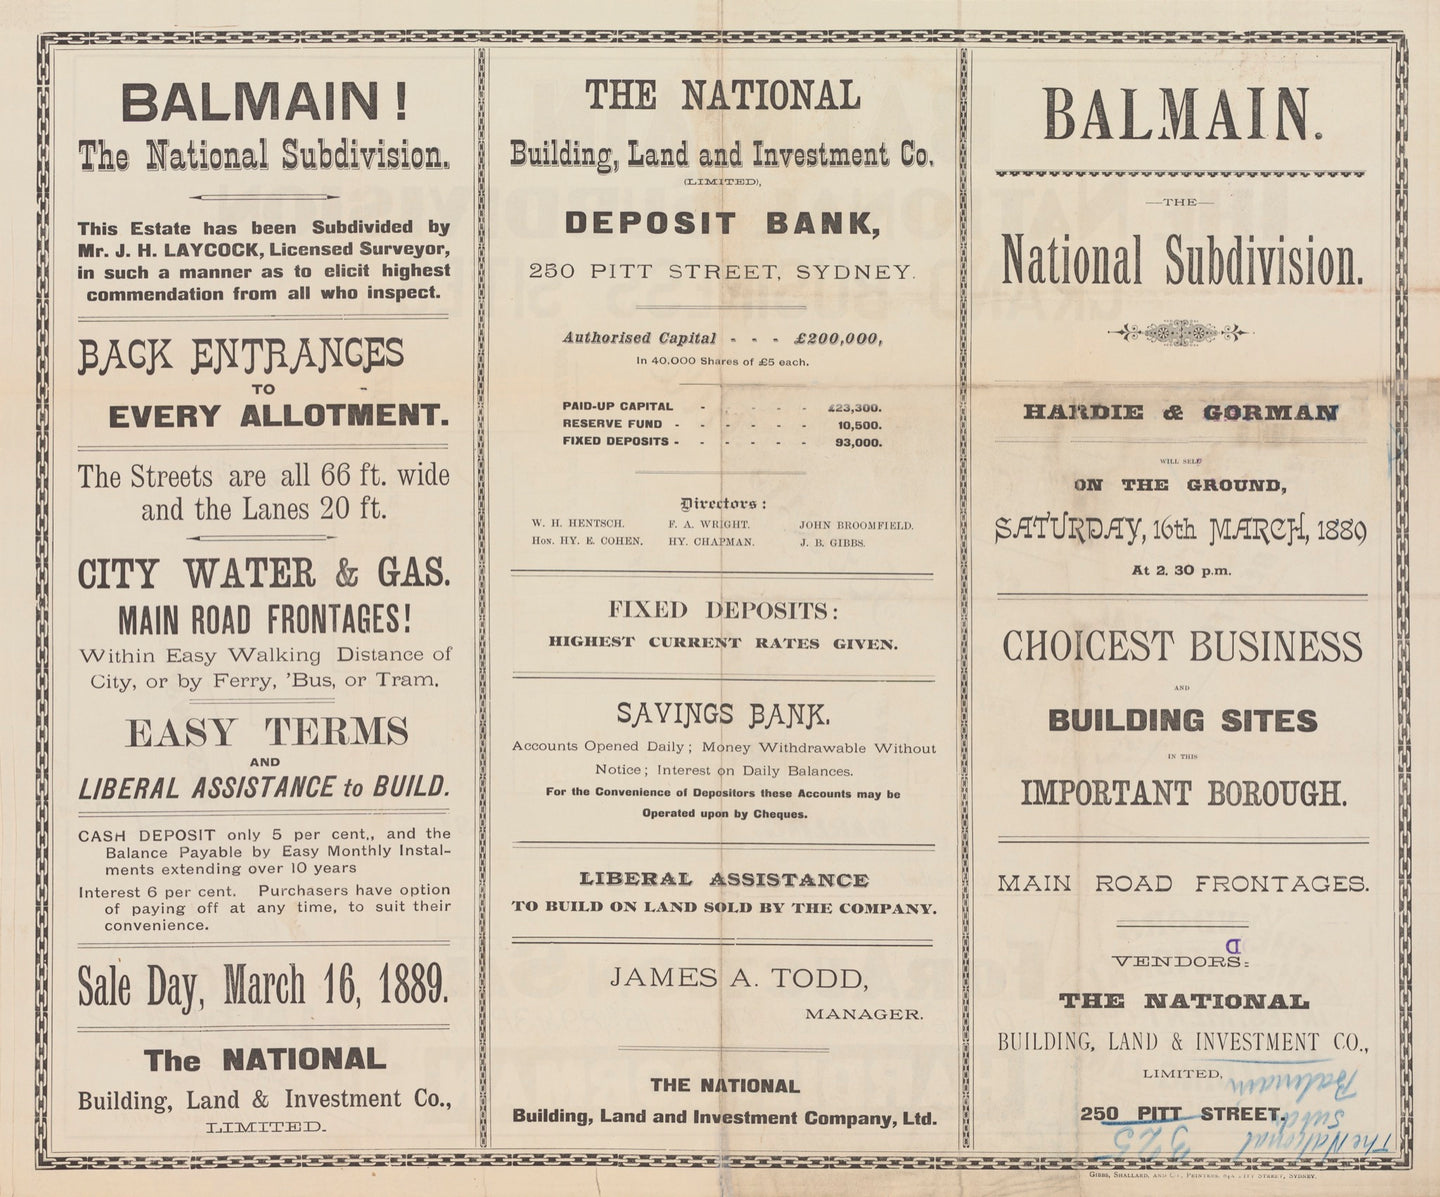 BALMAIN!
The National Subdivision.
This Estate has been Subdivided by
Mr. J. H. LAYCOCK, Licensed Surveyor,
in such a manner as to elicit highest
commendation from all who inspect.
BACK ENTRANCES
TO
EVERY ALLOTMENT.
The Streets are all 66 ft. wide
and the Lanes 20 ft.
CITY WATER & GAS.
MAIN ROAD FRONTAGES!
Within Easy Walking Distance of
City, or by Ferry, 'Bus, or Tram.
EASY TERMS
AND
LIBERAL ASSISTANCE to BUILD.
CASH DEPOSIT only 5 per cent., and the
Balance Payable by Easy Monthly Instal-
ments extending over 10 years
Interest 6 per cent. Purchasers have option
of paying off at any time, to suit their
convenience.
Sale Day, March 16, 1889.
The NATIONAL
Building, Land & Investment Co.,
LIMITED.
THE NATIONAL
Building, Land and Investment Co.
(LIMITED),
DEPOSIT BANK,
250 PITT STREET, SYDNEY.
Authorised Capital - - - £200,000,
In 40.000 Shares of £5 each.
PAID-UP CAPITAL - - - - - £23,300.
RESERVE FUND - - - - - - 10,500.
FIXED DEPOSITS - - - - - - 93,000.
Directors:
W. H. HENTSCH. F. A. WRIGHT. JOHN BROOMFIELD.
Hon. HY. E. COHEN. HY. CHAPMAN. J. B. GIBBS.
FIXED DEPOSITS:
HIGHEST CURRENT RATES GIVEN.
SAVINGS BANK.
Accounts Opened Daily; Money Withdrawable Without
Notice; Interest on Daily Balances.
For the Convenience of Depositors these Accounts may be
Operated upon by Cheques.
LIBERAL ASSISTANCE
TO BUILD ON LAND SOLD BY THE COMPANY.
JAMES A. TODD,
MANAGER.
THE NATIONAL
Building, Land and Investment Company, Ltd.
BALMAIN.
—THE—
National Subdivision.
HARDIE & GORMAN
WILL SELL
ON THE GROUND,
SATURDAY, 16th MARCH, 1889
At 2. 30 p.m.
CHOICEST BUSINESS
AND
BUILDING SITES
IN THIS
IMPORTANT BOROUGH.
MAIN ROAD FRONTAGES.
VENDORS:
THE NATIONAL
BUILDING, LAND & INVESTMENT CO.,
LIMITED,
250 PITT STREET.
The National
Subd
Balmain
GIBBS, SHALLARD, AND CO., PRINTERS, PITT STREET, SYDNEY.